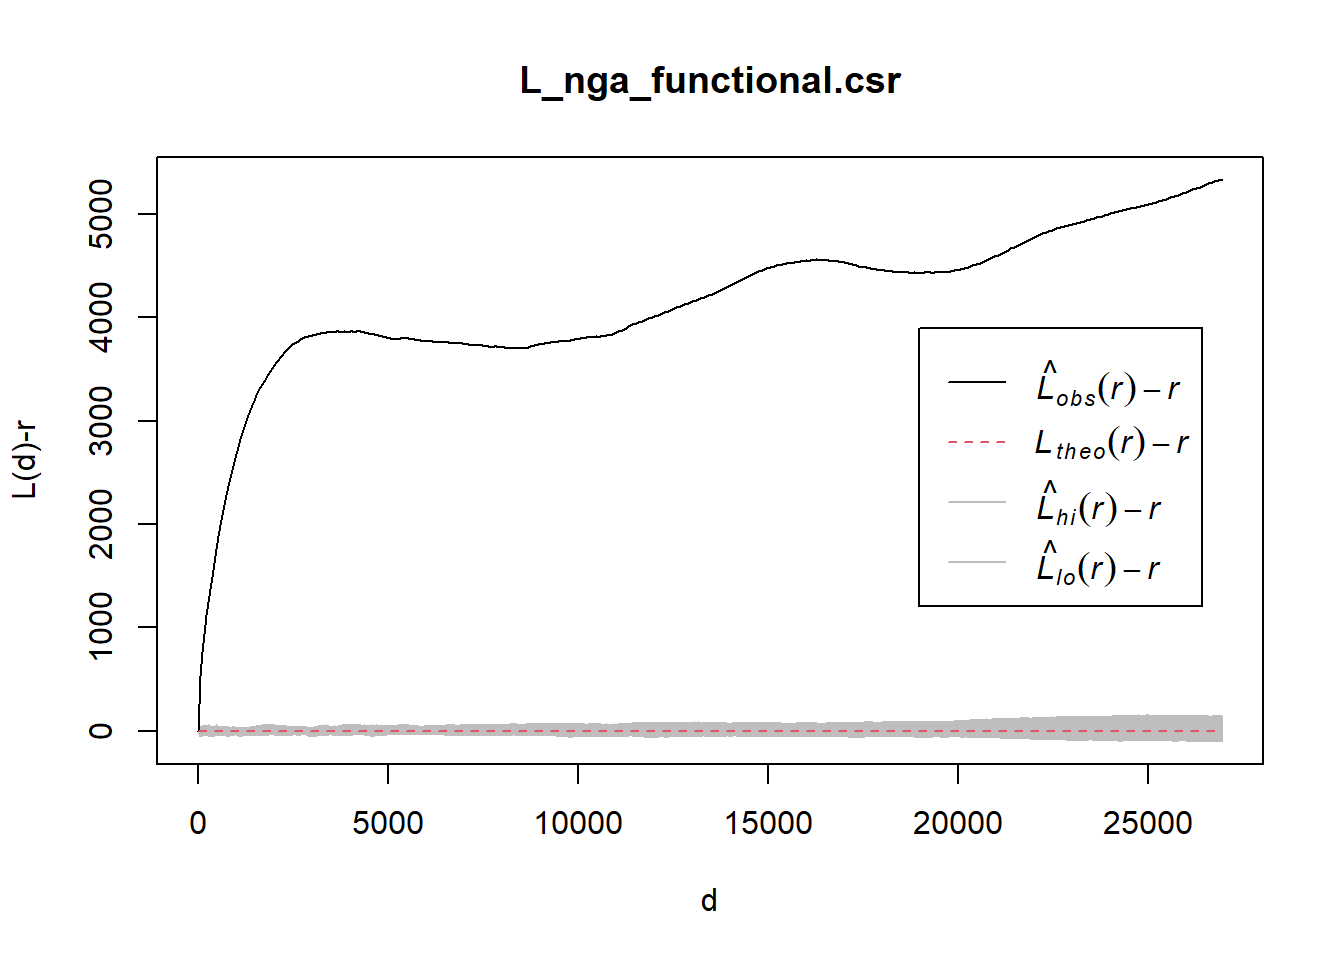 L_nga_functional.csr
L(d)-r
5000
4000
3000
2000
1000
0
L̂obs(r) – r
Ltheo(r) – r
L̂hi(r) – r
L̂lo(r) – r
0 5000 10000 15000 20000 25000
d